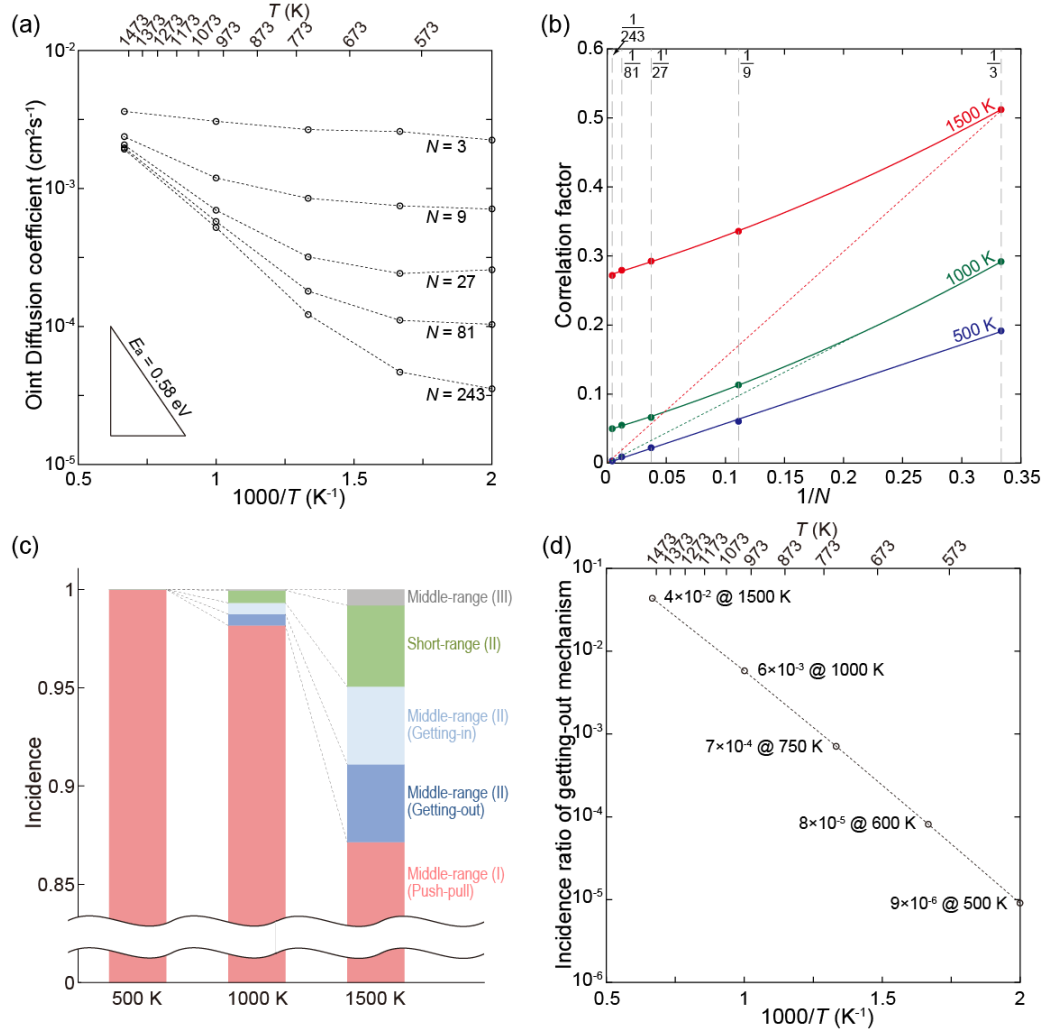 (a)
T (K)
1473 1373 1273 1173 1073 973 873 773 673 573
Oint Diffusion coefficient (cm²s⁻¹)
10⁻²
10⁻³
10⁻⁴
10⁻⁵
N = 3
N = 9
N = 27
N = 81
N = 243
Eₐ = 0.58 eV
0.5 1 1.5 2
1000/T (K⁻¹)
(b)
Correlation factor
0.6
0.5
0.4
0.3
0.2
0.1
0
1/243 1/81 1/27 1/9 1/3
1500 K
1000 K
500 K
0 0.05 0.1 0.15 0.2 0.25 0.3 0.35
1/N
(c)
Incidence
1
0.95
0.9
0.85
0
Middle-range (III)
Short-range (II)
Middle-range (II)
(Getting-in)
Middle-range (II)
(Getting-out)
Middle-range (I)
(Push-pull)
500 K 1000 K 1500 K
(d)
T (K)
1473 1373 1273 1173 1073 973 873 773 673 573
Incidence ratio of getting-out mechanism
10⁻¹
10⁻²
10⁻³
10⁻⁴
10⁻⁵
10⁻⁶
4×10⁻² @ 1500 K
6×10⁻³ @ 1000 K
7×10⁻⁴ @ 750 K
8×10⁻⁵ @ 600 K
9×10⁻⁶ @ 500 K
0.5 1 1.5 2
1000/T (K⁻¹)